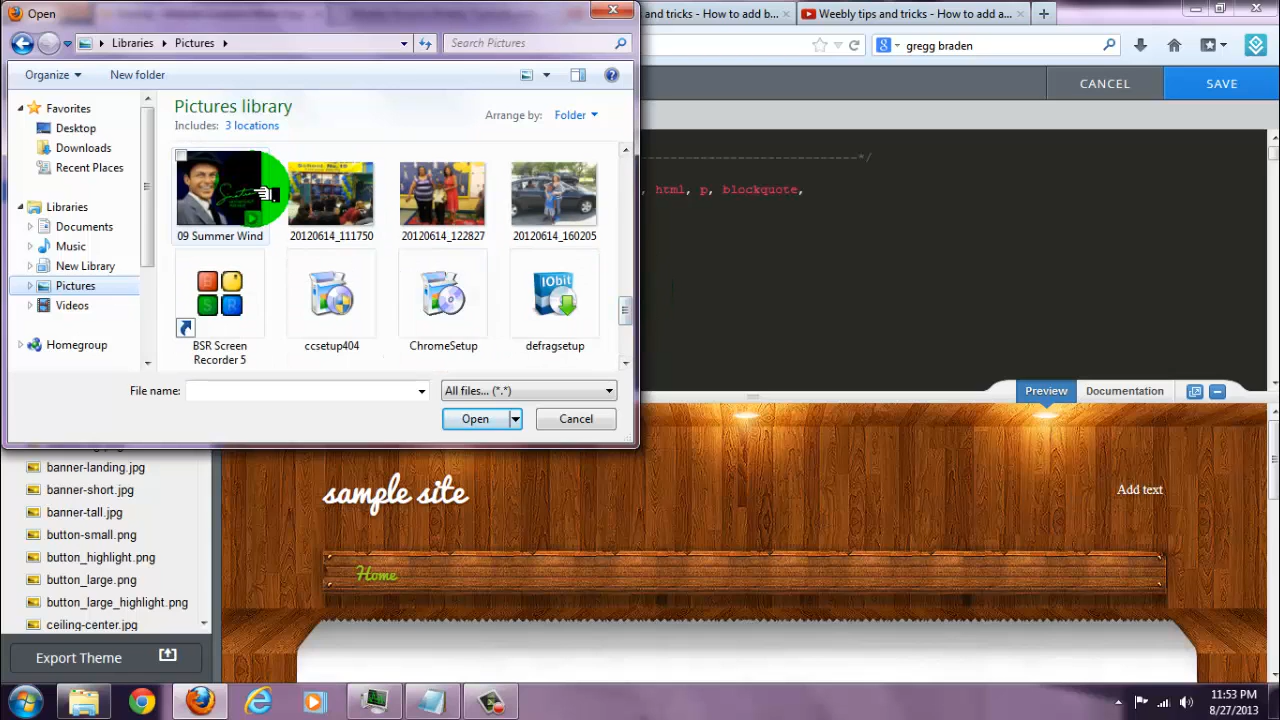 Open
and tricks - How to add b...
Weebly tips and tricks - How to add a...
Libraries
Pictures
Search Pictures
gregg braden
Organize
New folder
CANCEL
SAVE
Favorites
Desktop
Downloads
Recent Places
Libraries
Documents
Music
New Library
Pictures
Videos
Homegroup
Pictures library
Includes: 3 locations
Arrange by: Folder
09 Summer Wind
20120614_111750
20120614_122827
20120614_160205
BSR Screen
Recorder 5
ccsetup404
ChromeSetup
IObit
defragsetup
File name:
All files... (*.*)
Open
Cancel
-----------------------------*/
, html, p, blockquote,
Preview
Documentation
banner-landing.jpg
banner-short.jpg
banner-tall.jpg
button-small.png
button_highlight.png
button_large.png
button_large_highlight.png
ceiling-center.jpg
Export Theme
sample site
Add text
Home
11:53 PM
8/27/2013